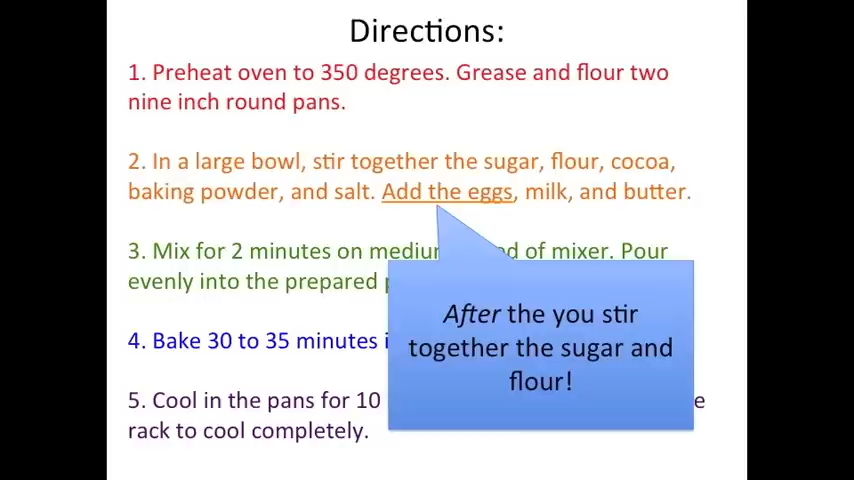 Directions:
1. Preheat oven to 350 degrees. Grease and flour two
nine inch round pans.
2. In a large bowl, stir together the sugar, flour, cocoa,
baking powder, and salt. Add the eggs, milk, and butter.
3. Mix for 2 minutes on of mixer. Pour
evenly into the prepared
4. Bake 30 to 35 minutes
5. Cool in the pans for 10
rack to cool completely.
After the you stir
together the sugar and
flour!